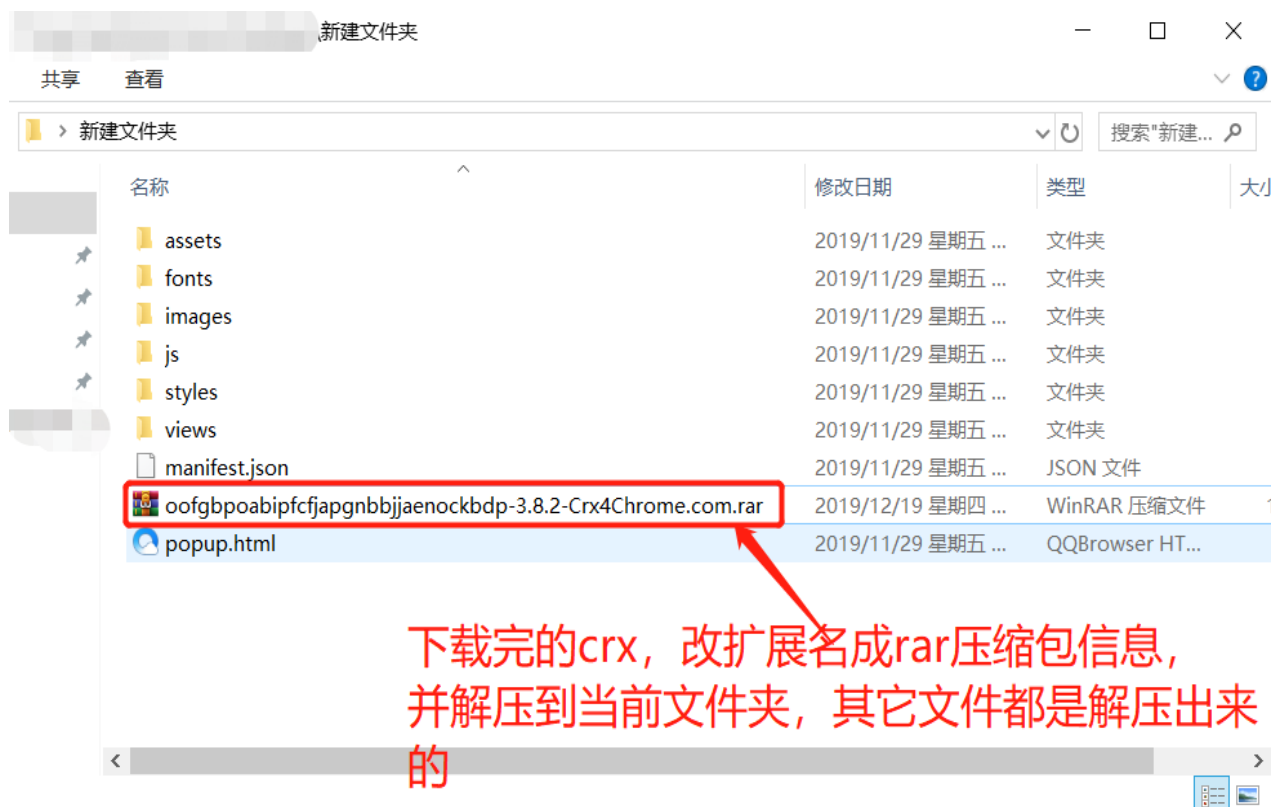 \新建文件夹
共享 查看
新建文件夹 搜索"新建...
名称 修改日期 类型 大小
assets 2019/11/29 星期五 ... 文件夹
fonts 2019/11/29 星期五 ... 文件夹
images 2019/11/29 星期五 ... 文件夹
js 2019/11/29 星期五 ... 文件夹
styles 2019/11/29 星期五 ... 文件夹
views 2019/11/29 星期五 ... 文件夹
manifest.json 2019/11/29 星期五 ... JSON 文件
oofgbpoabipfcfjapgnbbjjaenockbdp-3.8.2-Crx4Chrome.com.rar 2019/12/19 星期四 ... WinRAR 压缩文件
popup.html 2019/11/29 星期五 ... QQBrowser HT...
下载完的crx，改扩展名成rar压缩包信息，
并解压到当前文件夹，其它文件都是解压出来
的